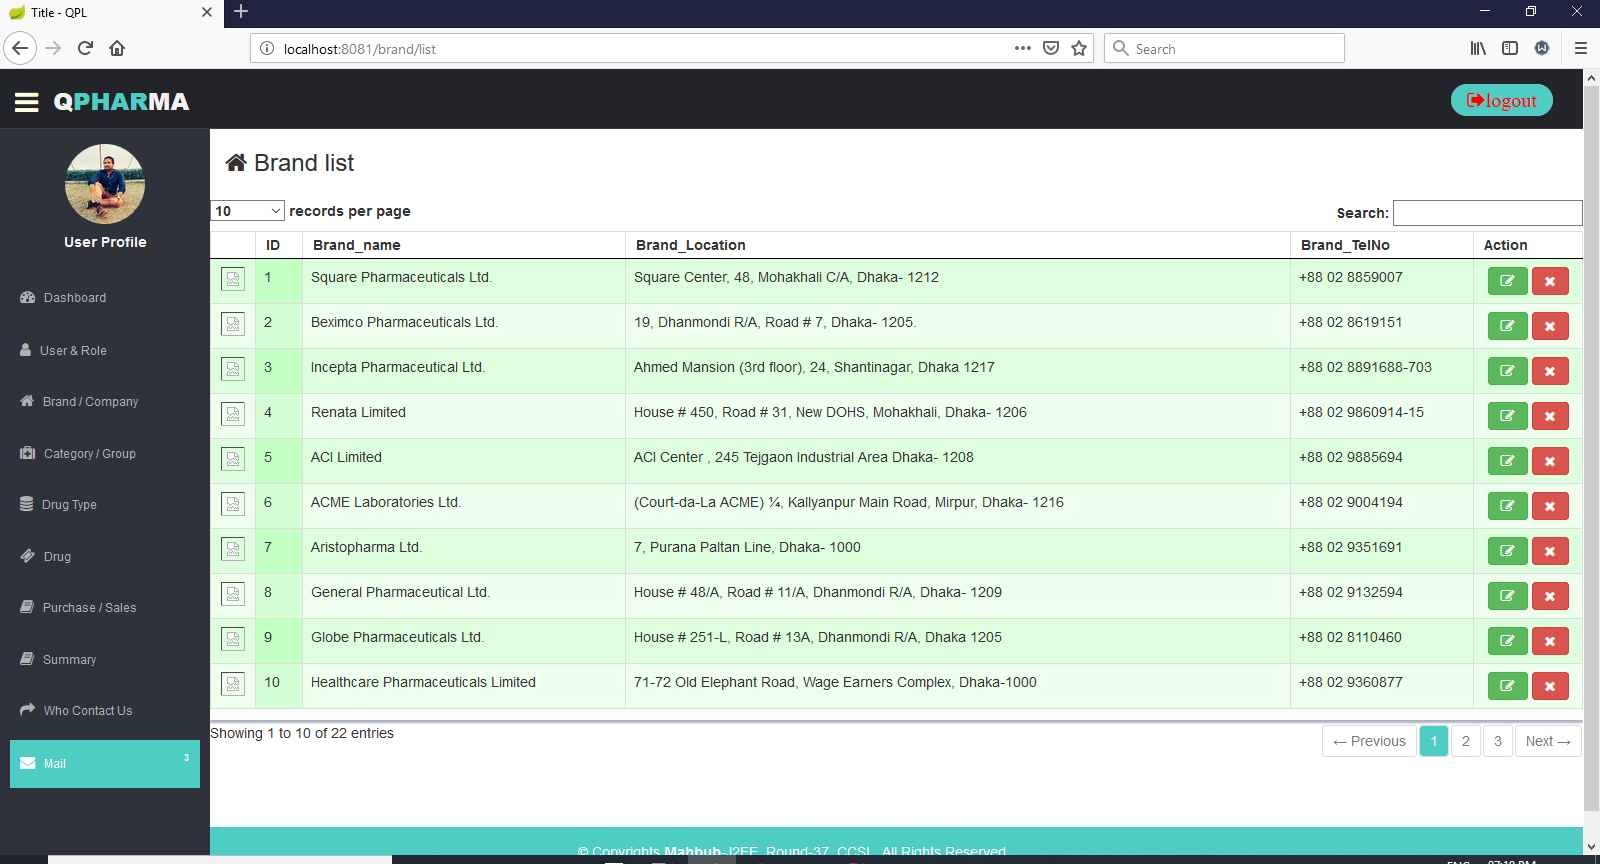 Title - QPL
localhost:8081/brand/list
Search
QPHARMA
logout
User Profile
Dashboard
User & Role
Brand / Company
Category / Group
Drug Type
Drug
Purchase / Sales
Summary
Who Contact Us
Mail 3
Brand list
10 records per page
Search:
ID Brand_name Brand_Location Brand_TelNo Action
1 Square Pharmaceuticals Ltd. Square Center, 48, Mohakhali C/A, Dhaka- 1212 +88 02 8859007
2 Beximco Pharmaceuticals Ltd. 19, Dhanmondi R/A, Road # 7, Dhaka- 1205. +88 02 8619151
3 Incepta Pharmaceutical Ltd. Ahmed Mansion (3rd floor), 24, Shantinagar, Dhaka 1217 +88 02 8891688-703
4 Renata Limited House # 450, Road # 31, New DOHS, Mohakhali, Dhaka- 1206 +88 02 9860914-15
5 ACI Limited ACI Center , 245 Tejgaon Industrial Area Dhaka- 1208 +88 02 9885694
6 ACME Laboratories Ltd. (Court-da-La ACME) ¼, Kallyanpur Main Road, Mirpur, Dhaka- 1216 +88 02 9004194
7 Aristopharma Ltd. 7, Purana Paltan Line, Dhaka- 1000 +88 02 9351691
8 General Pharmaceutical Ltd. House # 48/A, Road # 11/A, Dhanmondi R/A, Dhaka- 1209 +88 02 9132594
9 Globe Pharmaceuticals Ltd. House # 251-L, Road # 13A, Dhanmondi R/A, Dhaka 1205 +88 02 8110460
10 Healthcare Pharmaceuticals Limited 71-72 Old Elephant Road, Wage Earners Complex, Dhaka-1000 +88 02 9360877
Showing 1 to 10 of 22 entries
← Previous 1 2 3 Next →
© Copyrights Mahbub-J2EE, Round-37, CCSL. All Rights Reserved